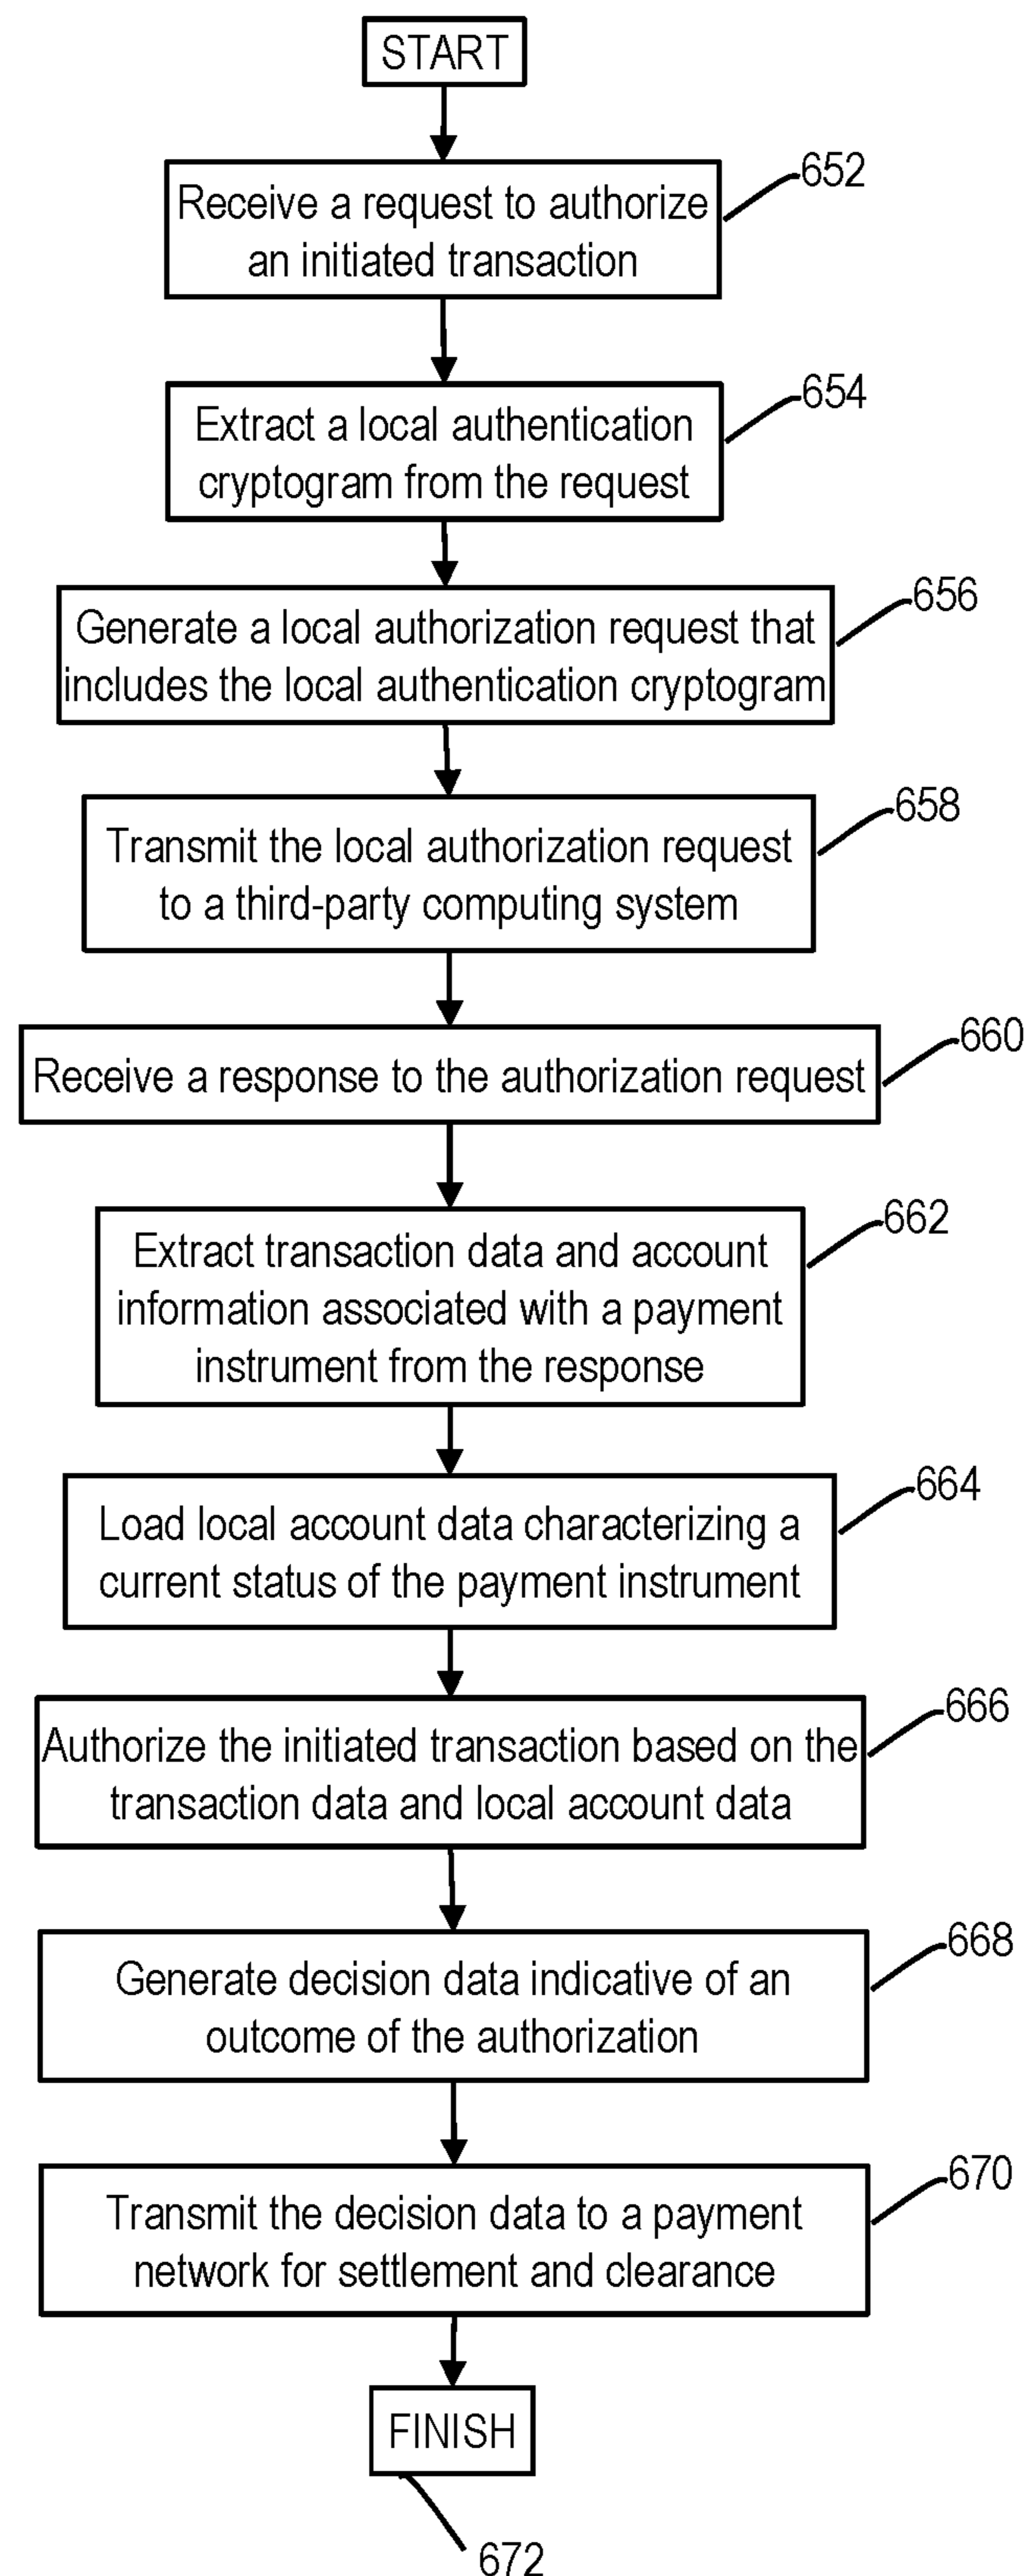 START
652
Receive a request to authorize
an initiated transaction
654
Extract a local authentication
cryptogram from the request
656
Generate a local authorization request that
includes the local authentication cryptogram
658
Transmit the local authorization request
to a third-party computing system
660
Receive a response to the authorization request
662
Extract transaction data and account
information associated with a payment
instrument from the response
664
Load local account data characterizing a
current status of the payment instrument
666
Authorize the initiated transaction based on the
transaction data and local account data
668
Generate decision data indicative of an
outcome of the authorization
670
Transmit the decision data to a payment
network for settlement and clearance
FINISH
672